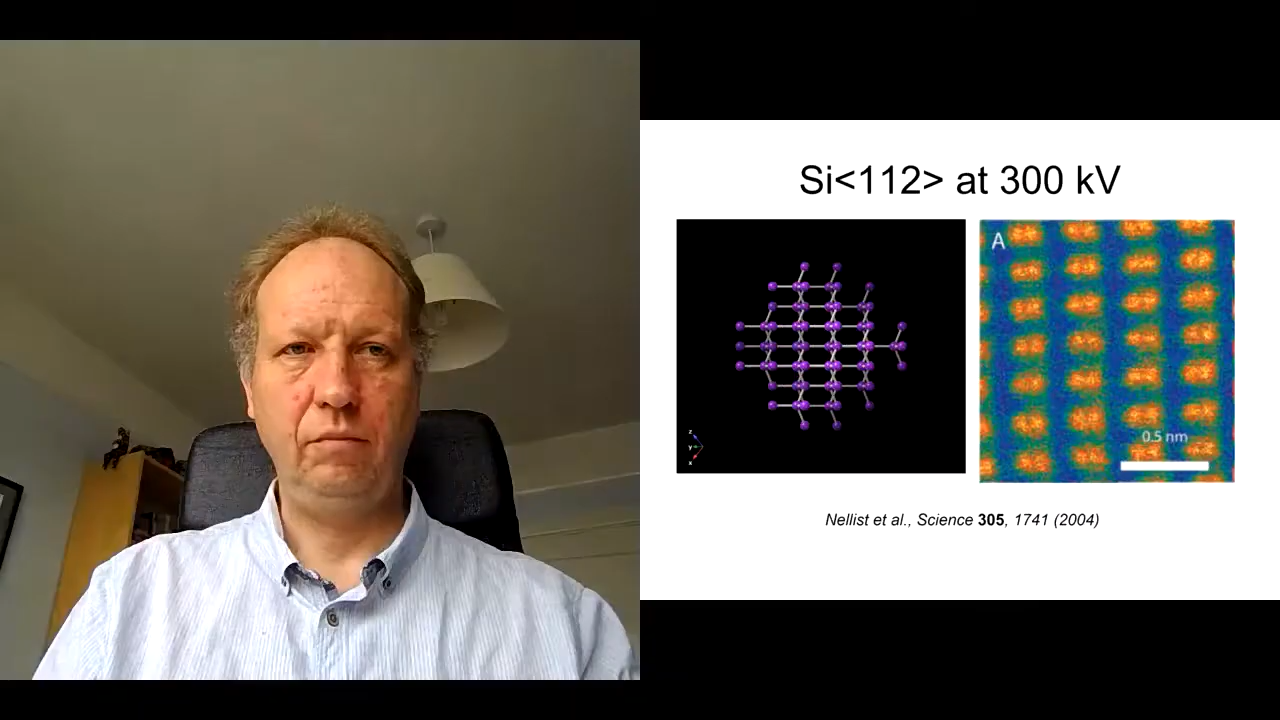 Si<112> at 300 kV
A
0.5 nm
z
y
x
Nellist et al., Science 305, 1741 (2004)